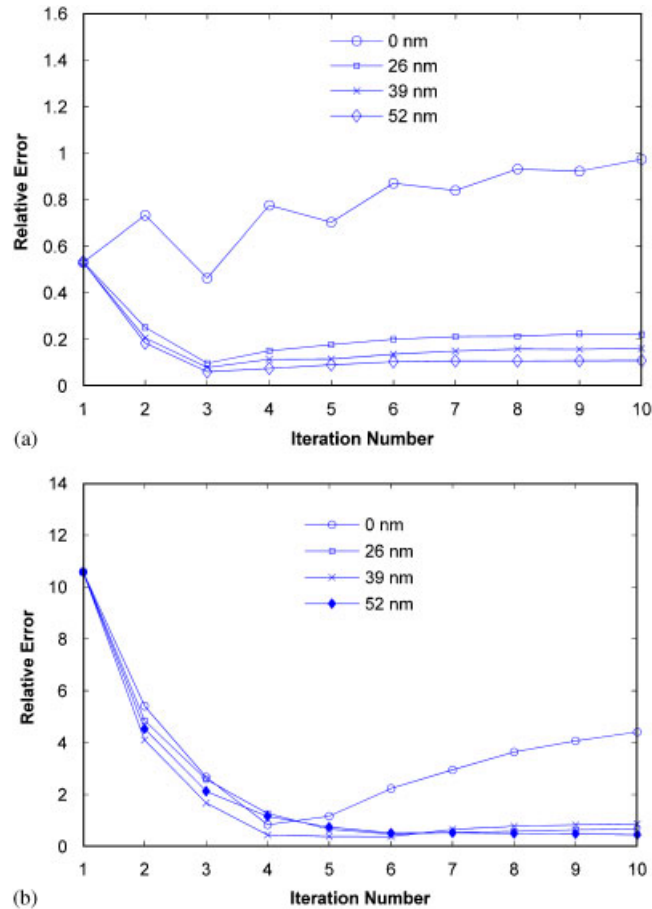 1.6
1.4
1.2
1
0.8
0.6
0.4
0.2
0
Relative Error
0 nm
26 nm
39 nm
52 nm
1 2 3 4 5 6 7 8 9 10
Iteration Number
(a)
14
12
10
8
6
4
2
0
Relative Error
0 nm
26 nm
39 nm
52 nm
1 2 3 4 5 6 7 8 9 10
Iteration Number
(b)